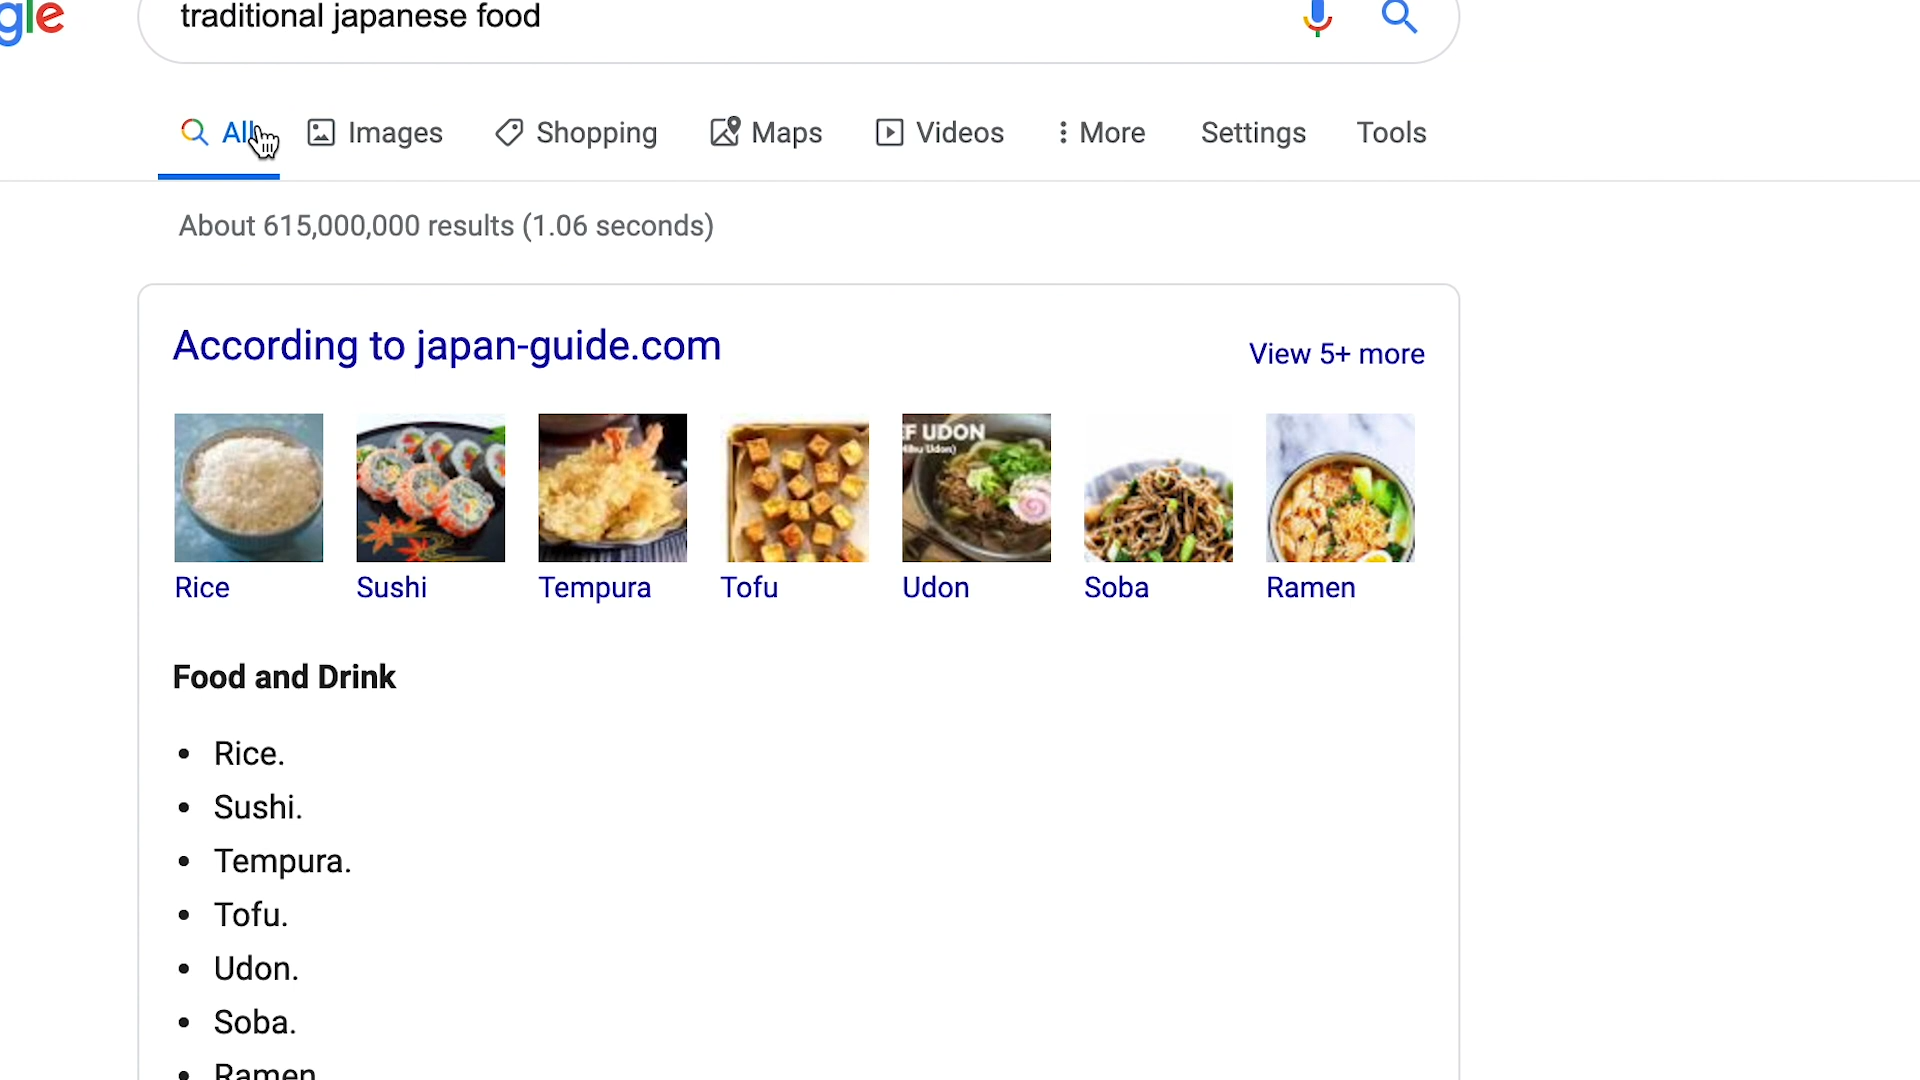 gle
traditional japanese food
All Images Shopping Maps Videos More Settings Tools
About 615,000,000 results (1.06 seconds)
According to japan-guide.com
View 5+ more
F UDON
Rice Sushi Tempura Tofu Udon Soba Ramen
Food and Drink
• Rice.
• Sushi.
• Tempura.
• Tofu.
• Udon.
• Soba.
• Ramen